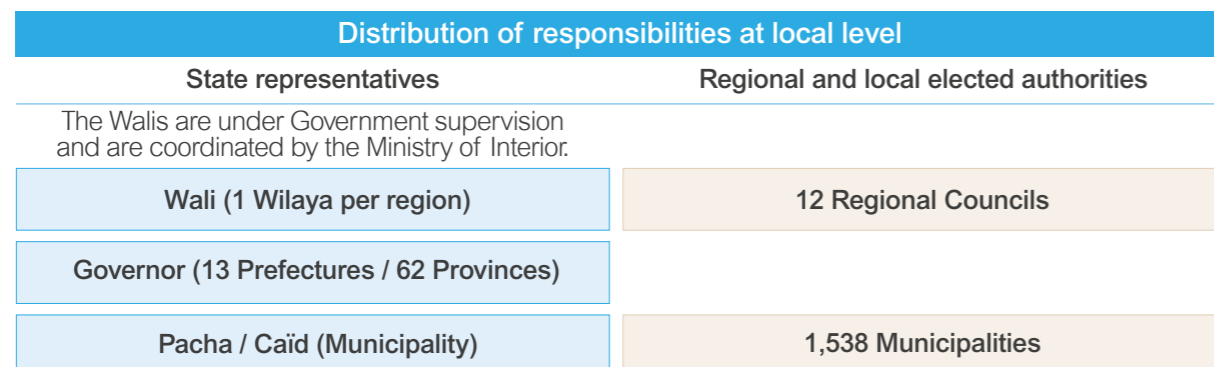 Distribution of responsibilities at local level
State representatives
Regional and local elected authorities
The Walis are under Government supervision
and are coordinated by the Ministry of Interior.
Wali (1 Wilaya per region)
12 Regional Councils
Governor (13 Prefectures / 62 Provinces)
Pacha / Caïd (Municipality)
1,538 Municipalities